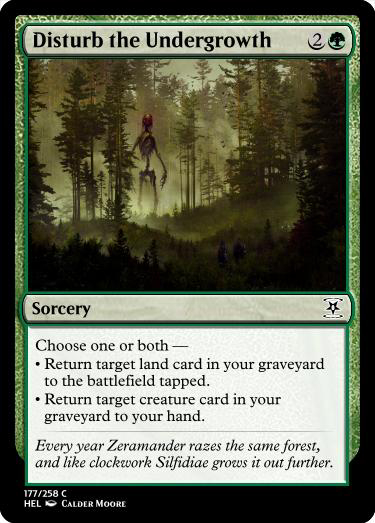 Disturb the Undergrowth 2
Sorcery
Choose one or both —
• Return target land card in your graveyard
to the battlefield tapped.
• Return target creature card in your
graveyard to your hand.
Every year Zeramander razes the same forest,
and like clockwork Silfidiae grows it out further.
177/258 C
HEL Calder Moore